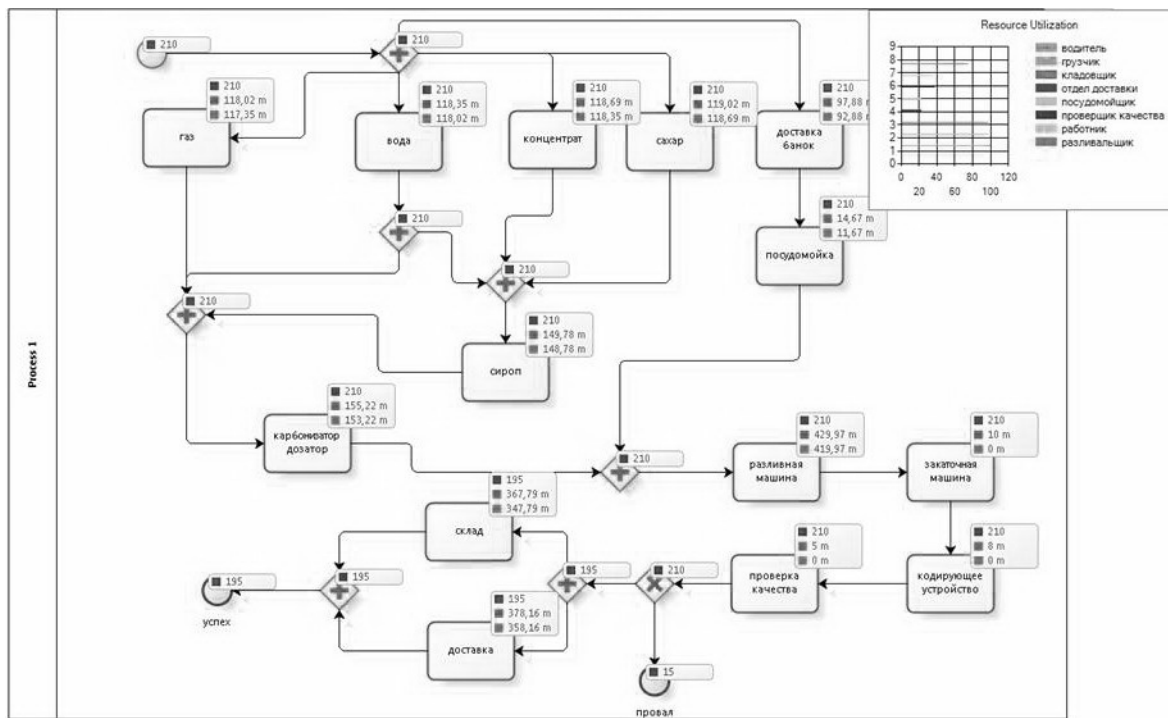 Process 1
210
210
Resource Utilization
9
8
7
6
5
4
3
2
1
0
0 40 80 120
20 60 100
водитель
грузчик
кладовщик
отдел доставки
посудомойщик
проверщик качества
работник
разливальщик
210
118,02 m
117,35 m
газ
210
118,35 m
118,02 m
вода
210
118,69 m
118,35 m
концентрат
210
119,02 m
118,69 m
сахар
210
97,88 m
92,88 m
доставка
банок
210
210
14,67 m
11,67 m
посудомойка
210
210
210
149,78 m
148,78 m
сироп
210
155,22 m
153,22 m
карбонизатор
дозатор
210
210
429,97 m
419,97 m
разливная
машина
210
10 m
0 m
закаточная
машина
195
367,79 m
347,79 m
склад
210
8 m
0 m
кодирующее
устройство
210
5 m
0 m
проверка
качества
210
195
195
195
успех
195
378,16 m
358,16 m
доставка
15
провал